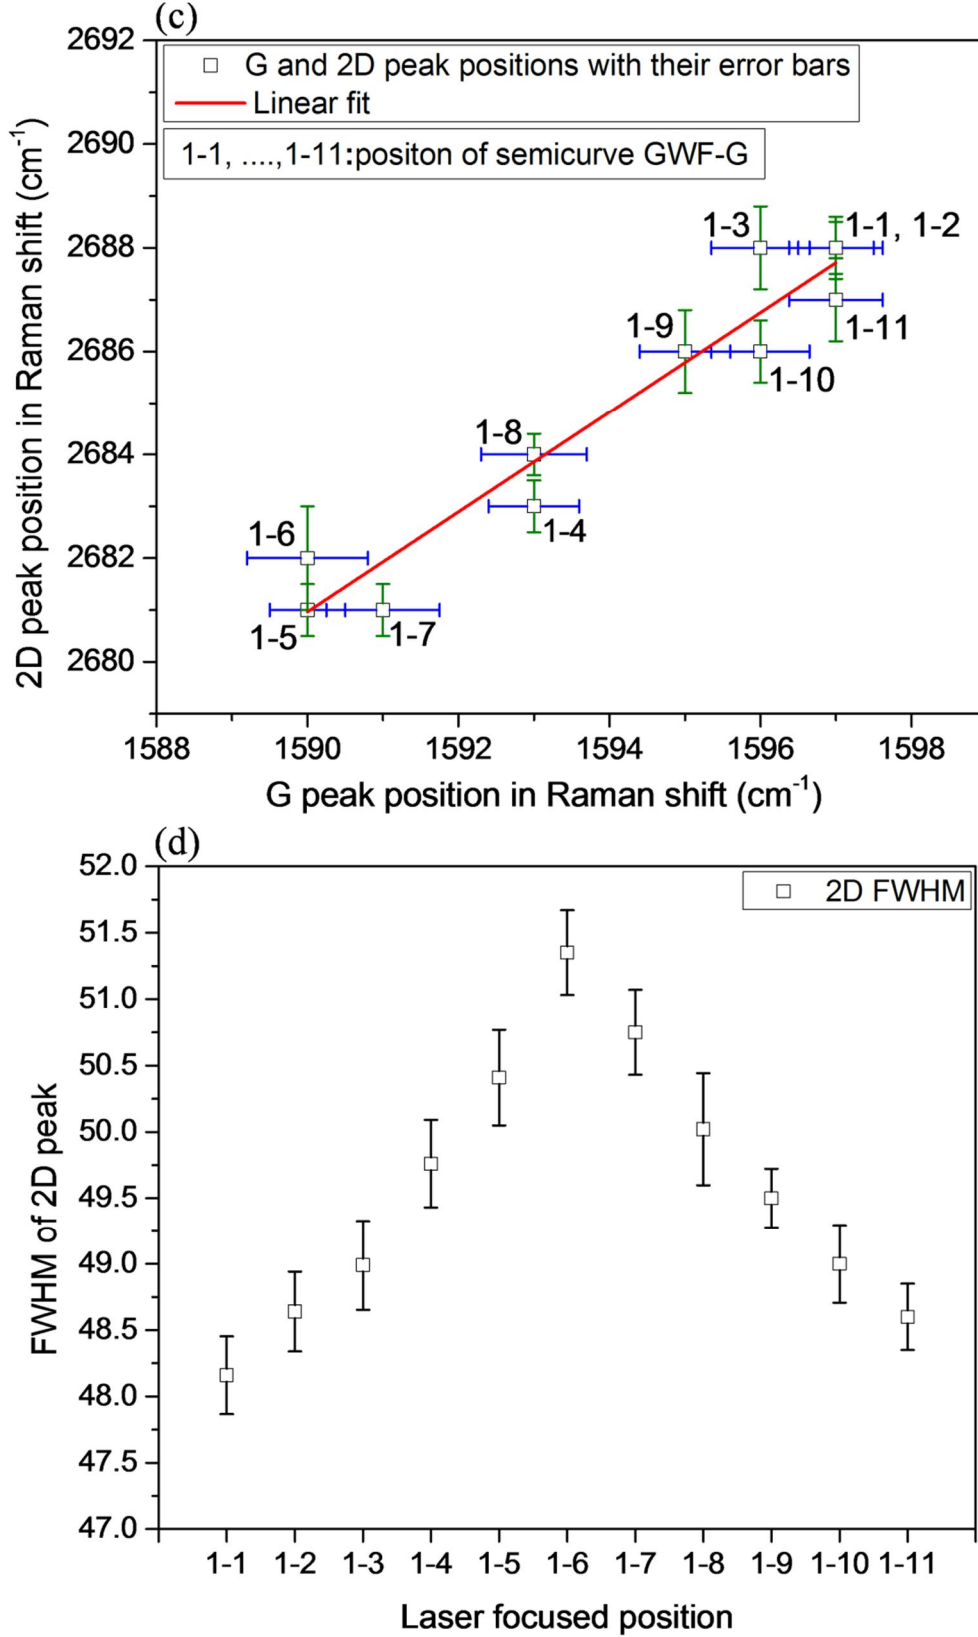 (c)
2692
G and 2D peak positions with their error bars
Linear fit
2690
1-1, ....,1-11:positon of semicurve GWF-G
2688
1-3
1-1, 1-2
1-9
1-11
2686
1-10
1-8
2684
1-4
1-6
2682
1-5
1-7
2680
2D peak position in Raman shift (cm-1)
1588 1590 1592 1594 1596 1598
G peak position in Raman shift (cm-1)
(d)
52.0
2D FWHM
51.5
51.0
50.5
50.0
49.5
49.0
48.5
48.0
47.5
47.0
FWHM of 2D peak
1-1 1-2 1-3 1-4 1-5 1-6 1-7 1-8 1-9 1-10 1-11
Laser focused position